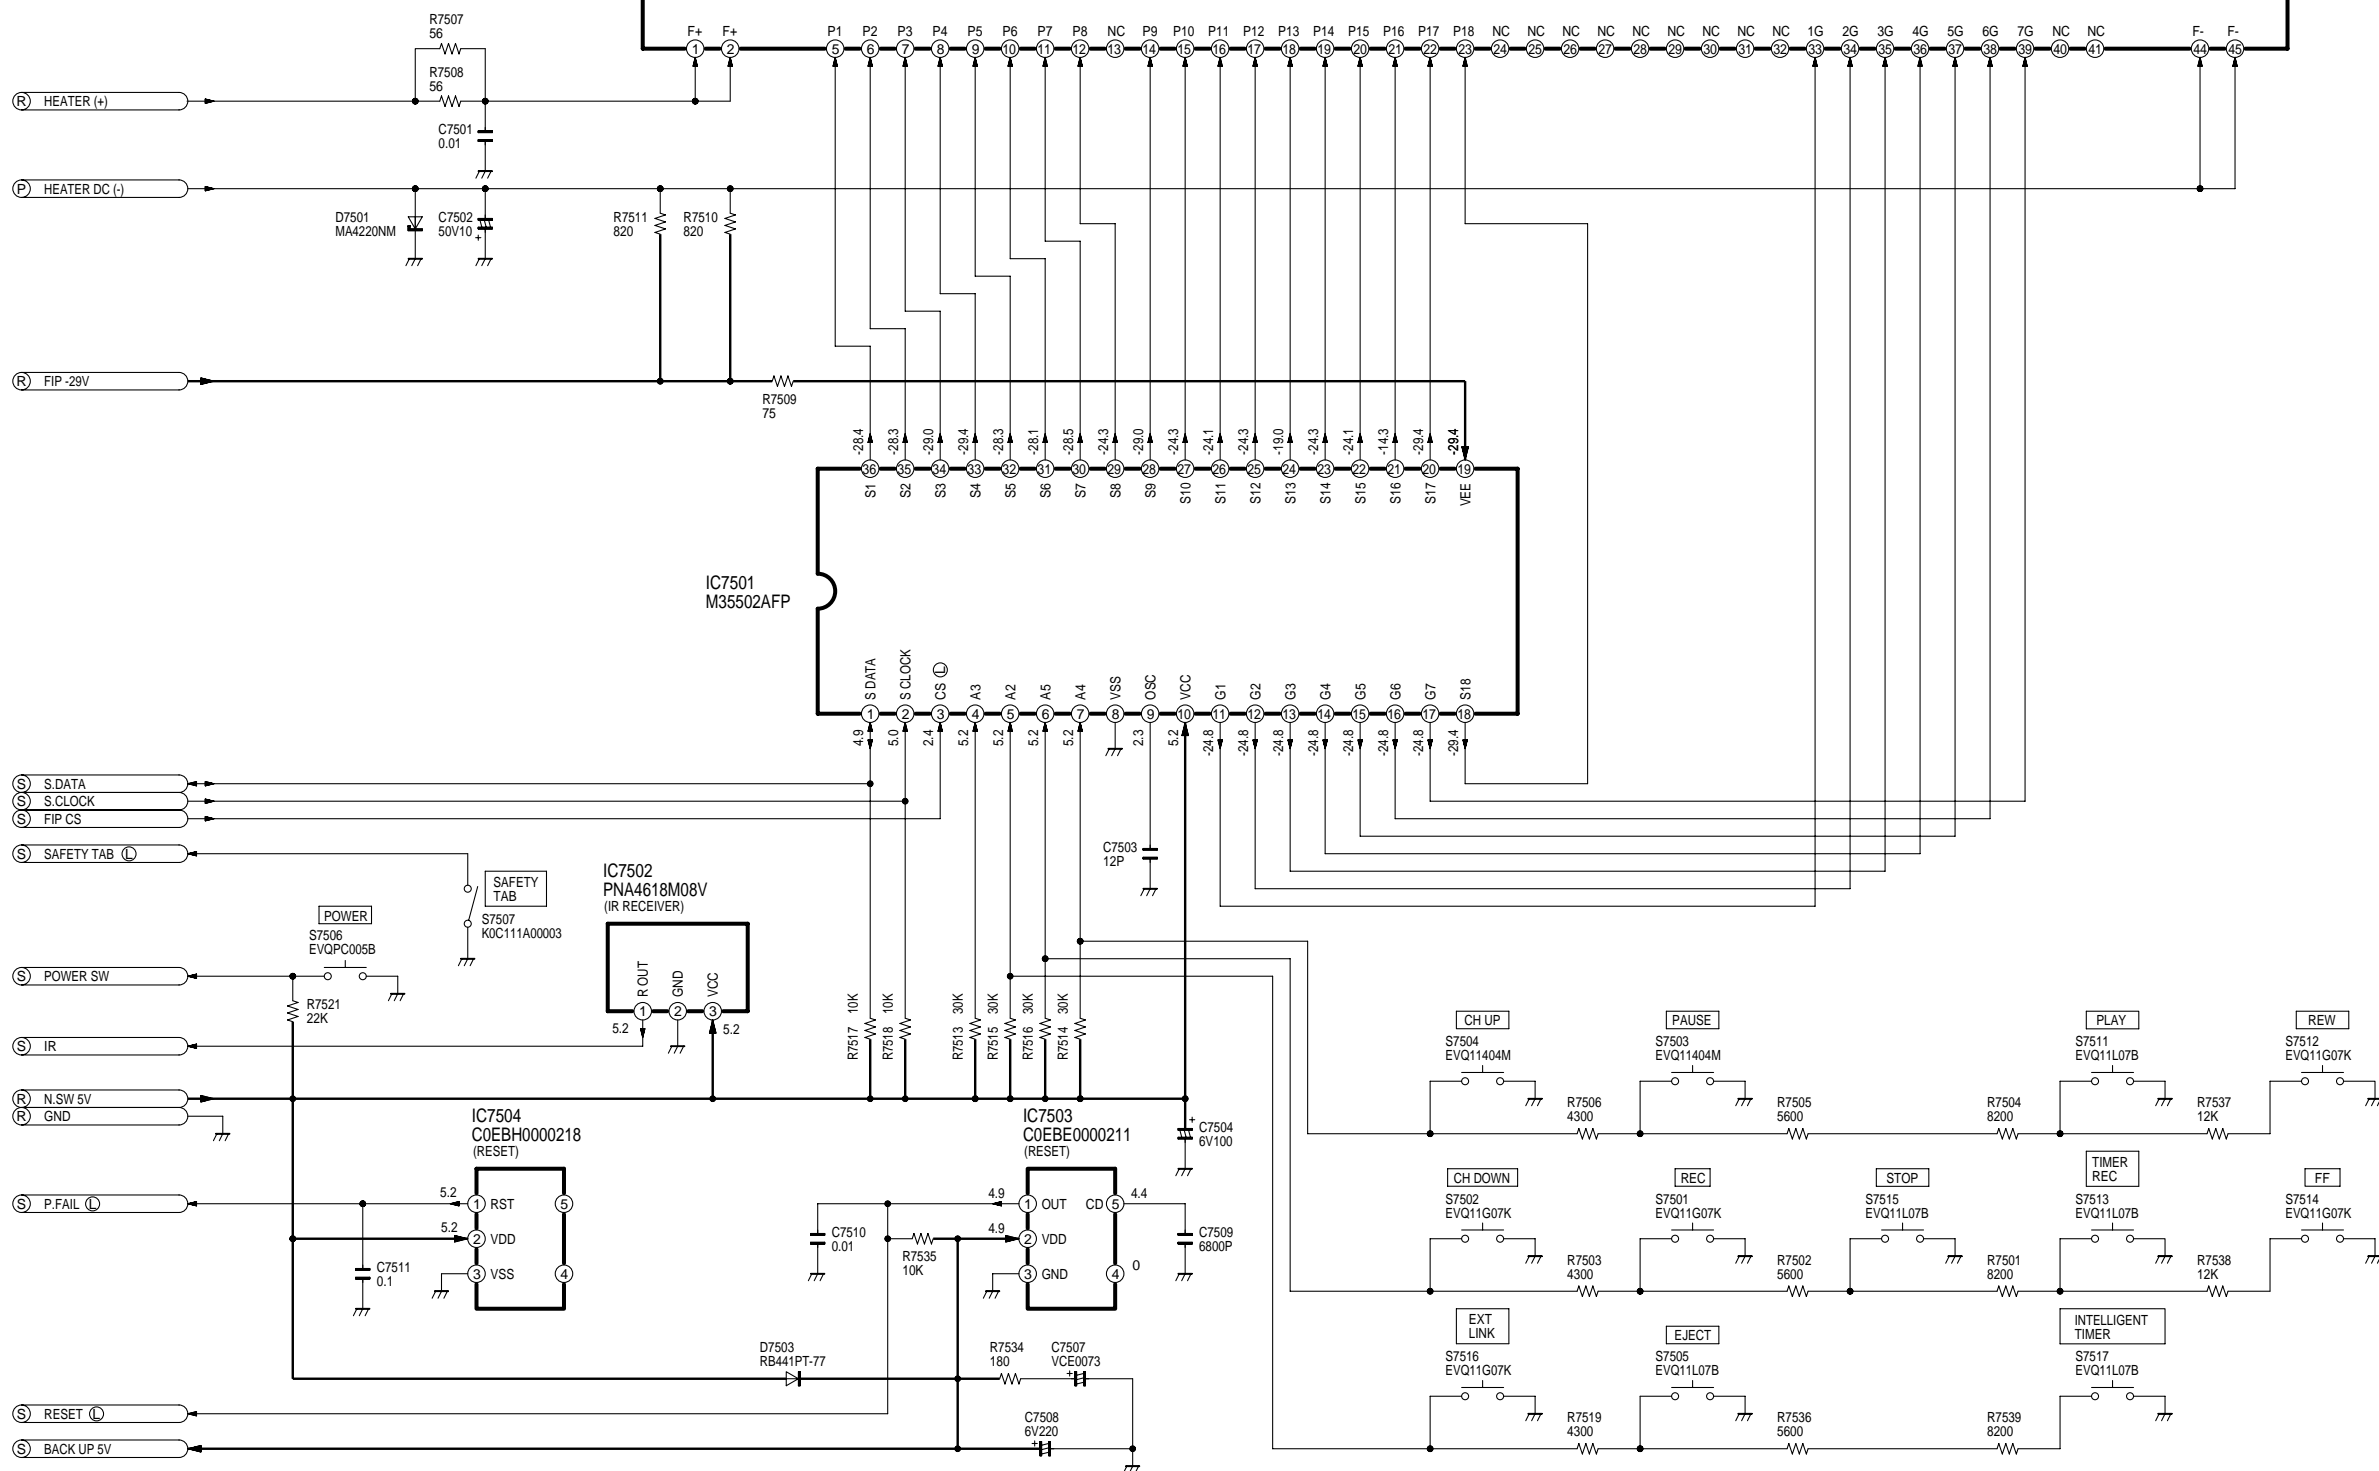 R7507
56
F+ F+ P1 P2 P3 P4 P5 P6 P7 P8 NC P9 P10 P11 P12 P13 P14 P15 P16 P17 P18 NC NC NC NC NC NC NC NC NC 1G 2G 3G 4G 5G 6G 7G NC NC F- F-
1 2 5 6 7 8 9 10 11 12 13 14 15 16 17 18 19 20 21 22 23 24 25 26 27 28 29 30 31 32 33 34 35 36 37 38 39 40 41 44 45
R7508
56
R HEATER (+)
C7501
0.01
P HEATER DC (-)
D7501
MA4220NM
C7502
50V10
+
R7511
820
R7510
820
R FIP -29V
R7509
75
-28.4 -28.3 -29.0 -29.4 -28.3 -28.1 -28.5 -24.3 -29.0 -24.3 -24.1 -24.3 -19.0 -24.3 -24.1 -14.3 -29.4 -29.4
36 35 34 33 32 31 30 29 28 27 26 25 24 23 22 21 20 19
S1 S2 S3 S4 S5 S6 S7 S8 S9 S10 S11 S12 S13 S14 S15 S16 S17 VEE
IC7501
M35502AFP
S DATA S CLOCK CS L A3 A2 A5 A4 VSS OSC VCC G1 G2 G3 G4 G5 G6 G7 S18
1 2 3 4 5 6 7 8 9 10 11 12 13 14 15 16 17 18
4.9 5.0 2.4 5.2 5.2 5.2 5.2 2.3 5.2 -24.8 -24.8 -24.8 -24.8 -24.8 -24.8 -24.8 -29.4
S S.DATA
S S.CLOCK
S FIP CS
S SAFETY TAB L
C7503
12P
SAFETY
TAB
S7507
K0C111A00003
IC7502
PNA4618M08V
(IR RECEIVER)
R OUT GND VCC
1 2 3
5.2 5.2
POWER
S7506
EVQPC005B
S POWER SW
R7521
22K
S IR
R7517 10K
R7518 10K
R7513 30K
R7515 30K
R7516 30K
R7514 30K
R N.SW 5V
R GND
CH UP
S7504
EVQ11404M
PAUSE
S7503
EVQ11404M
PLAY
S7511
EVQ11L07B
REW
S7512
EVQ11G07K
R7506
4300
R7505
5600
R7504
8200
R7537
12K
IC7504
C0EBH0000218
(RESET)
IC7503
C0EBE0000211
(RESET)
+
C7504
6V100
S P.FAIL L
5.2 1 RST 5
5.2 2 VDD
3 VSS 4
C7511
0.1
C7510
0.01
R7535
10K
4.9 1 OUT CD 5 4.4
4.9 2 VDD
3 GND 4 0
C7509
6800P
CH DOWN
S7502
EVQ11G07K
REC
S7501
EVQ11G07K
STOP
S7515
EVQ11L07B
TIMER
REC
S7513
EVQ11L07B
FF
S7514
EVQ11G07K
R7503
4300
R7502
5600
R7501
8200
R7538
12K
D7503
RB441PT-77
R7534
180
C7507
VCE0073
+
EXT
LINK
S7516
EVQ11G07K
EJECT
S7505
EVQ11L07B
INTELLIGENT
TIMER
S7517
EVQ11L07B
S RESET L
C7508
6V220
+
S BACK UP 5V
R7519
4300
R7536
5600
R7539
8200